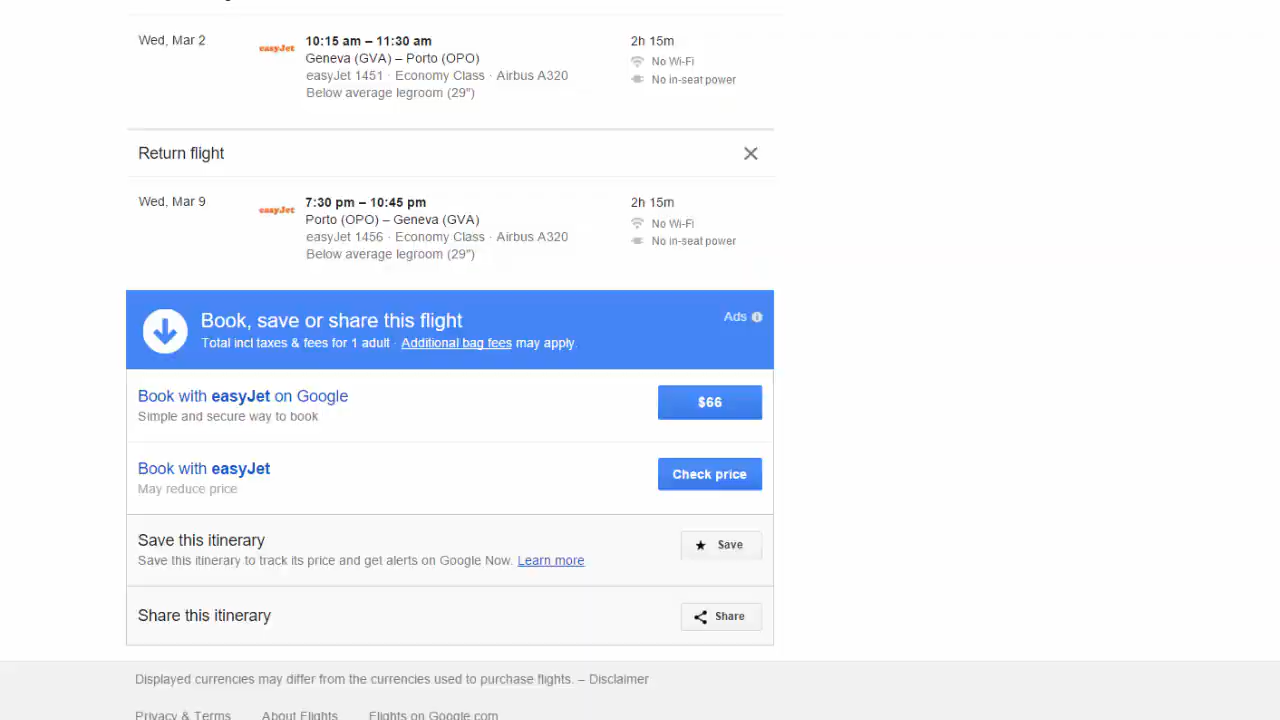 Wed, Mar 2
easyJet
10:15 am – 11:30 am
2h 15m
Geneva (GVA) – Porto (OPO)
No Wi-Fi
easyJet 1451 · Economy Class · Airbus A320
No in-seat power
Below average legroom (29")
Return flight
Wed, Mar 9
easyJet
7:30 pm – 10:45 pm
2h 15m
Porto (OPO) – Geneva (GVA)
No Wi-Fi
easyJet 1456 · Economy Class · Airbus A320
No in-seat power
Below average legroom (29")
Book, save or share this flight
Ads
Total incl taxes & fees for 1 adult · Additional bag fees may apply.
Book with easyJet on Google
$66
Simple and secure way to book
Book with easyJet
Check price
May reduce price
Save this itinerary
Save
Save this itinerary to track its price and get alerts on Google Now. Learn more
Share this itinerary
Share
Displayed currencies may differ from the currencies used to purchase flights. – Disclaimer
Privacy & Terms About Flights Flights on Google.com